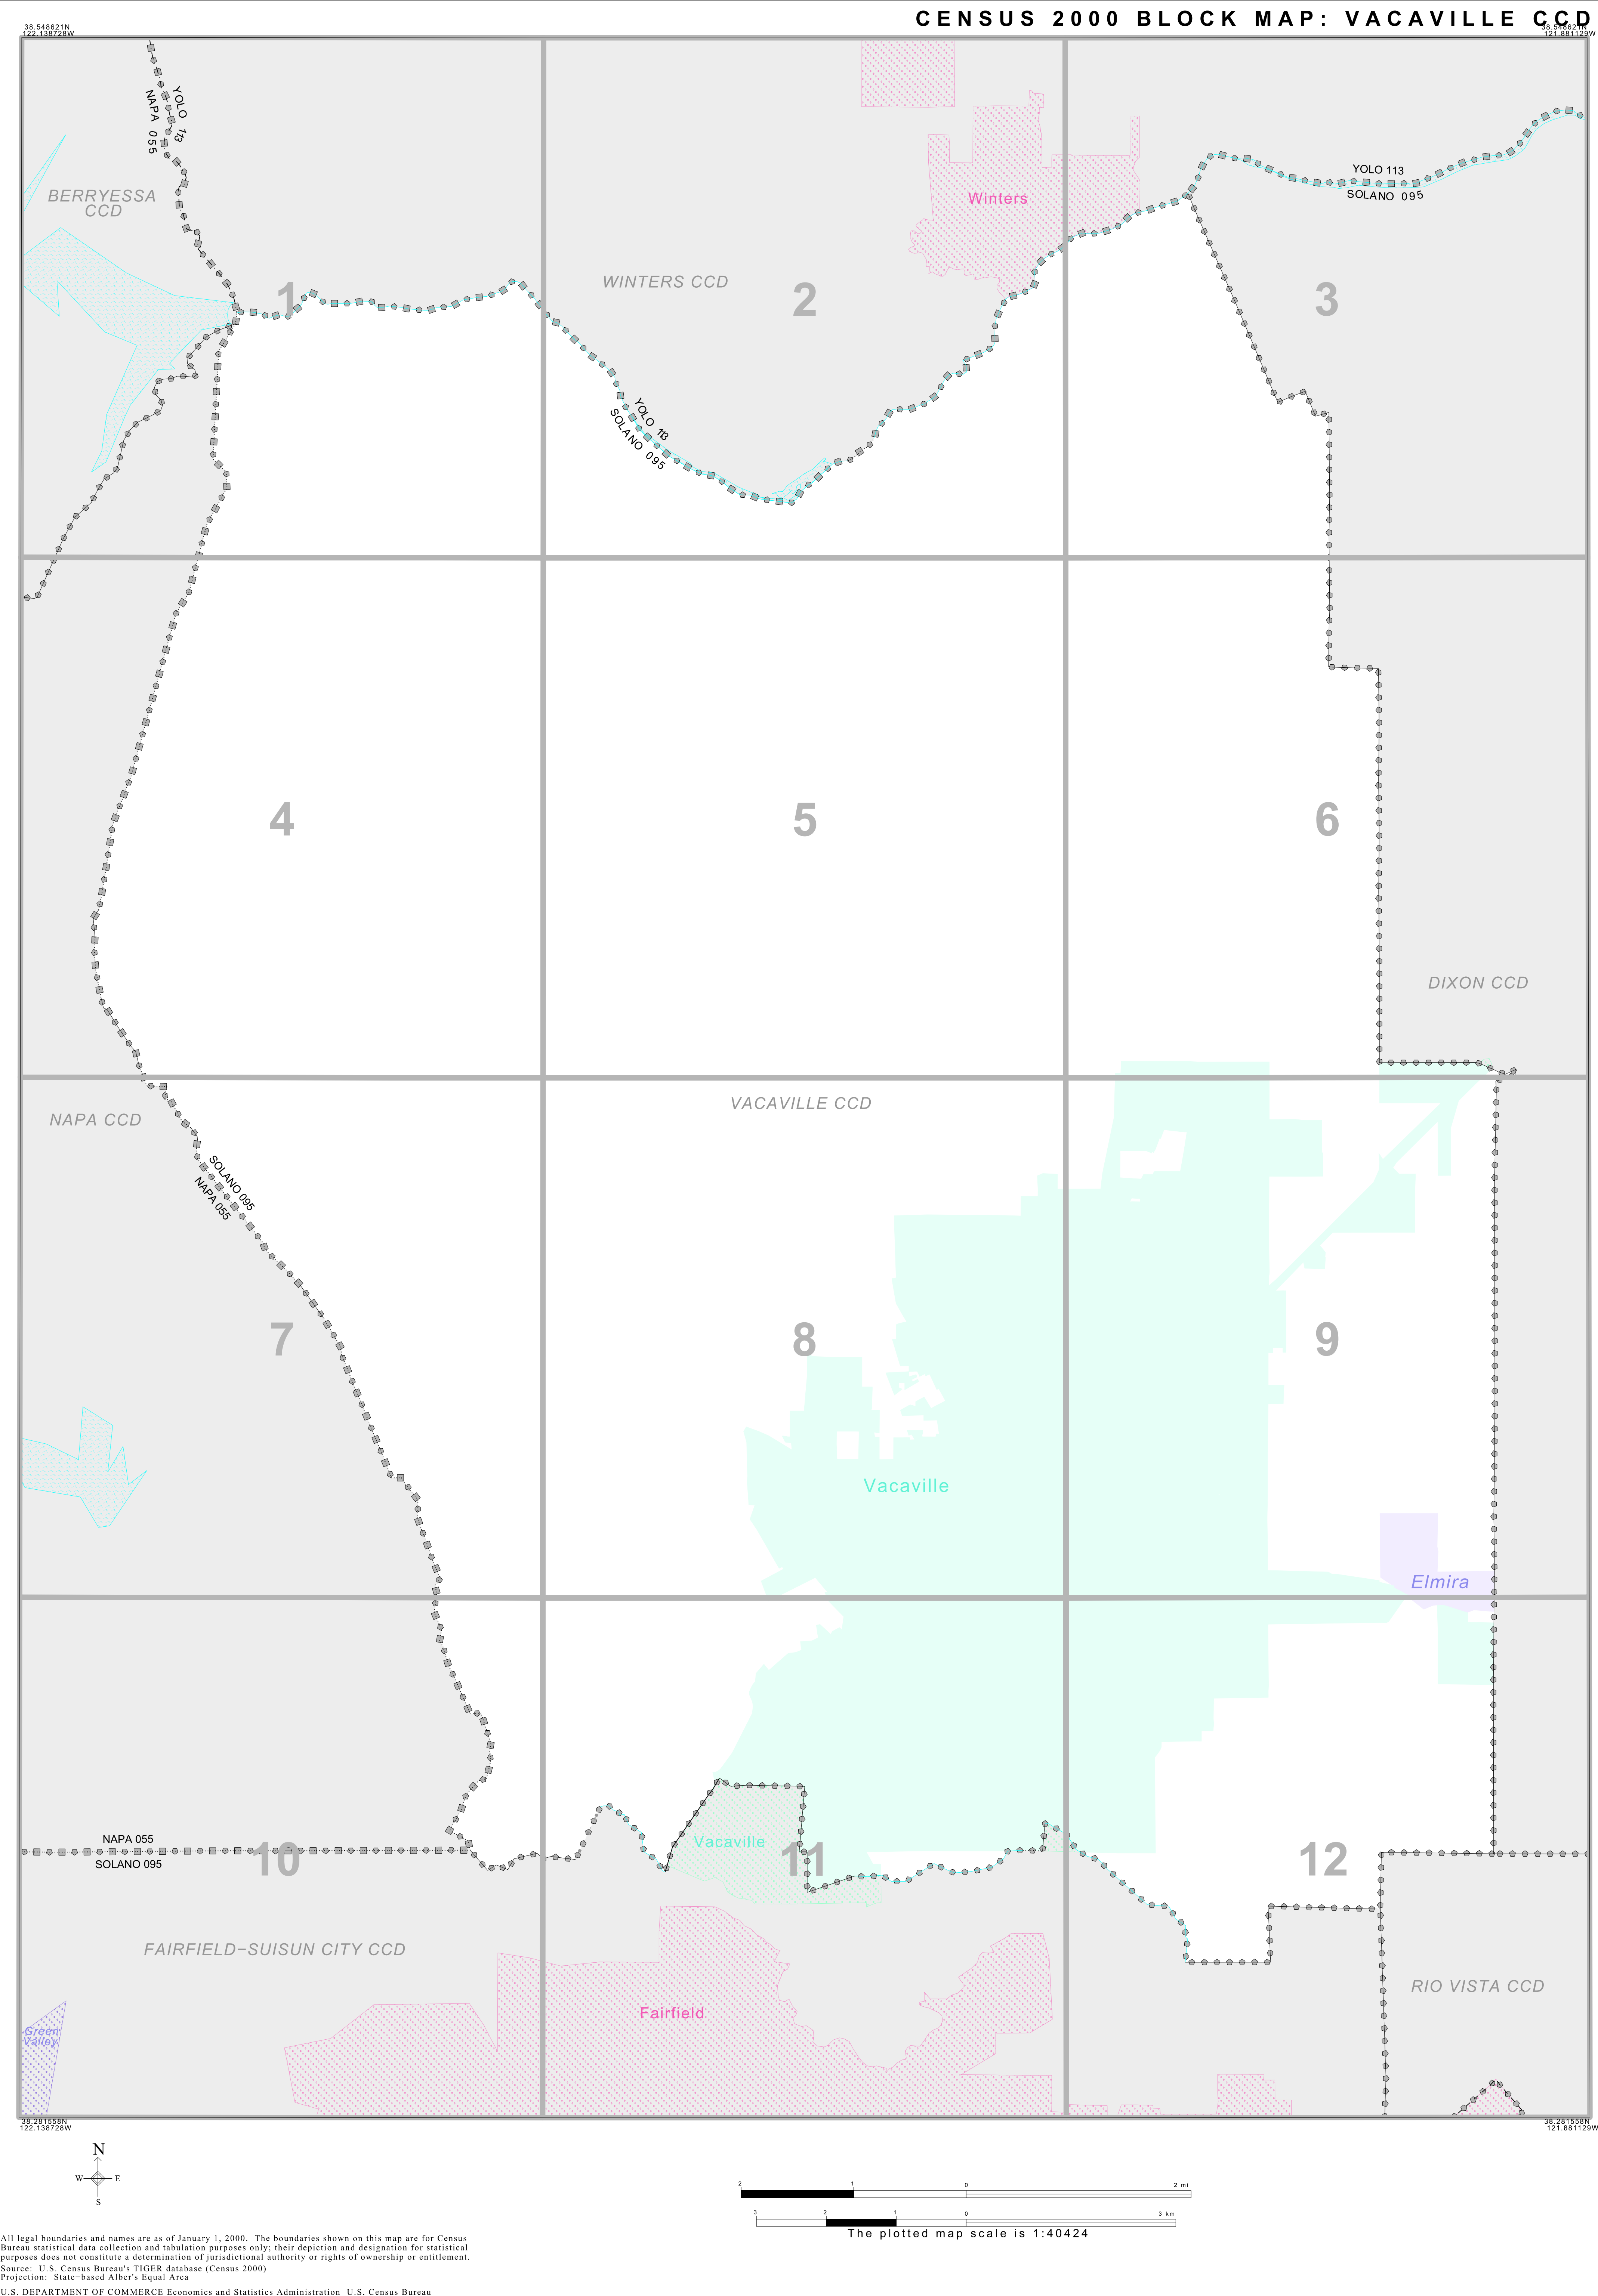 CENSUS 2000 BLOCK MAP: VACAVILLE CCD
38.548621N
122.138728W
38.548621N
121.881129W
YOLO 113
NAPA 055
YOLO 113
SOLANO 095
BERRYESSA
CCD
Winters
WINTERS CCD
1
2
3
YOLO 113
SOLANO 095
4
5
6
DIXON CCD
NAPA CCD
VACAVILLE CCD
SOLANO 095
NAPA 055
7
8
9
Vacaville
Elmira
NAPA 055
SOLANO 095
10
Vacaville
11
12
FAIRFIELD−SUISUN CITY CCD
RIO VISTA CCD
Fairfield
Green
Valley
38.281558N
122.138728W
38.281558N
121.881129W
N
W E
S
2 1 0 2 mi
3 2 1 0 3 km
The plotted map scale is 1:40424
All legal boundaries and names are as of January 1, 2000. The boundaries shown on this map are for Census
Bureau statistical data collection and tabulation purposes only; their depiction and designation for statistical
purposes does not constitute a determination of jurisdictional authority or rights of ownership or entitlement.
Source: U.S. Census Bureau's TIGER database (Census 2000)
Projection: State−based Alber's Equal Area
U.S. DEPARTMENT OF COMMERCE Economics and Statistics Administration U.S. Census Bureau